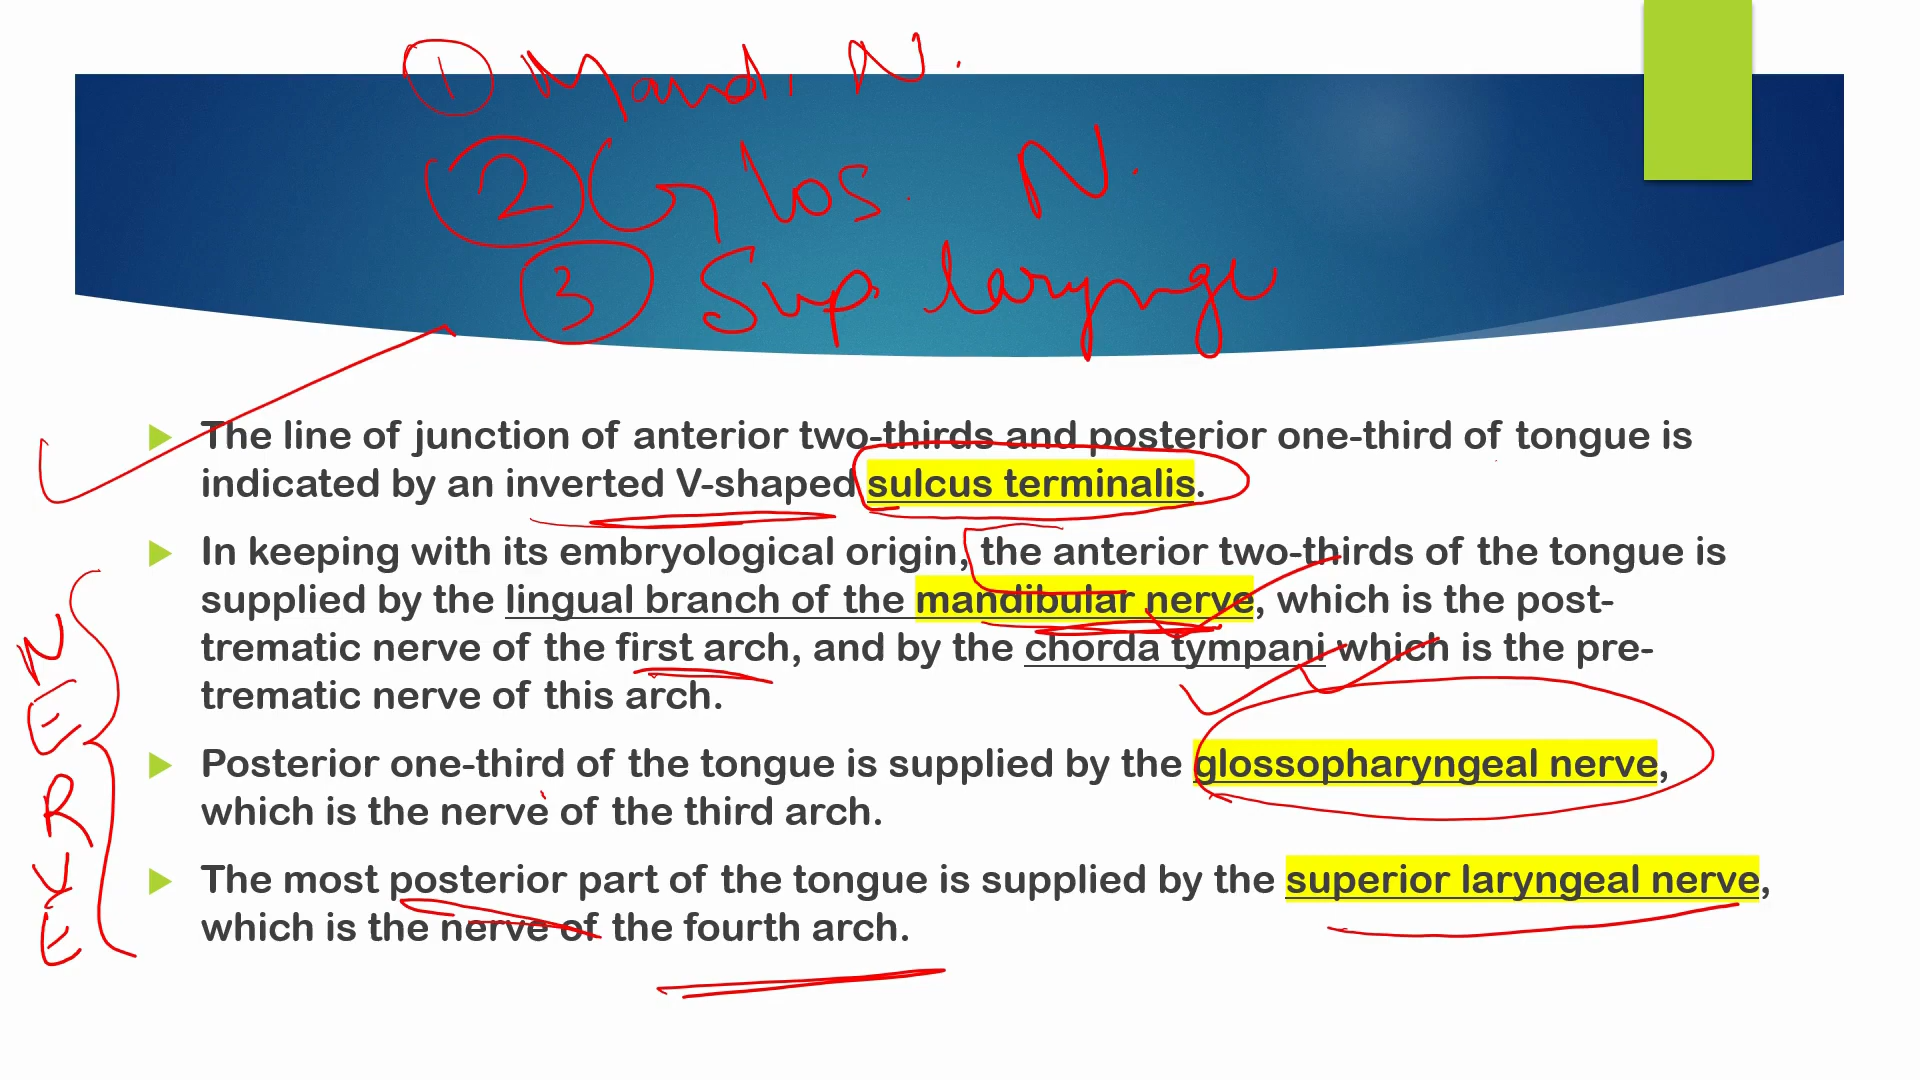 1 Mandi. N.
2 Glos. N.
3 Sup larynge
The line of junction of anterior two-thirds and posterior one-third of tongue is
indicated by an inverted V-shaped sulcus terminalis.
In keeping with its embryological origin, the anterior two-thirds of the tongue is
supplied by the lingual branch of the mandibular nerve, which is the post-
trematic nerve of the first arch, and by the chorda tympani which is the pre-
trematic nerve of this arch.
Posterior one-third of the tongue is supplied by the glossopharyngeal nerve,
which is the nerve of the third arch.
The most posterior part of the tongue is supplied by the superior laryngeal nerve,
which is the nerve of the fourth arch.
N
E
R
V
E